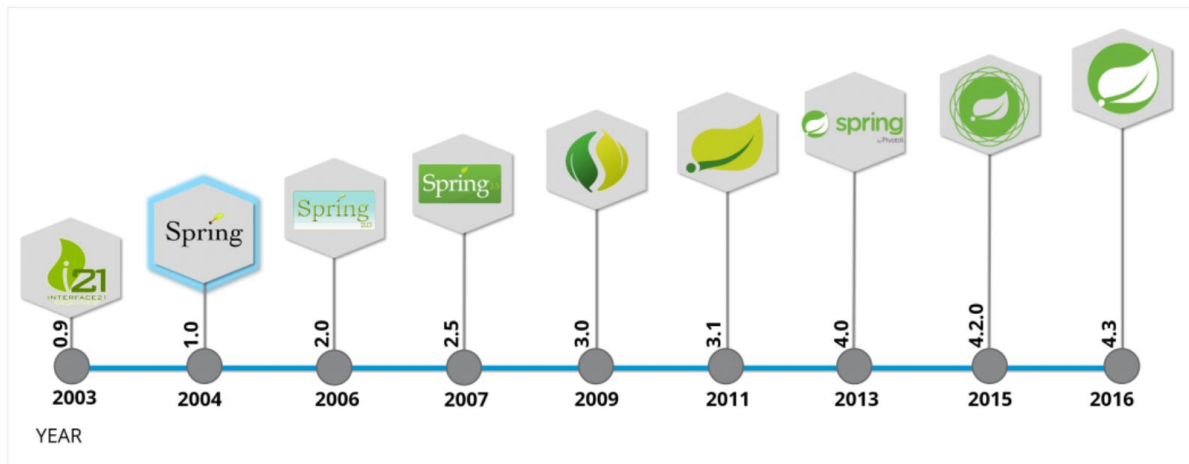 i21
INTERFACE21
Spring
Spring
2.0
Spring 2.5
spring
by Pivotal
0.9
1.0
2.0
2.5
3.0
3.1
4.0
4.2.0
4.3
2003
2004
2006
2007
2009
2011
2013
2015
2016
YEAR